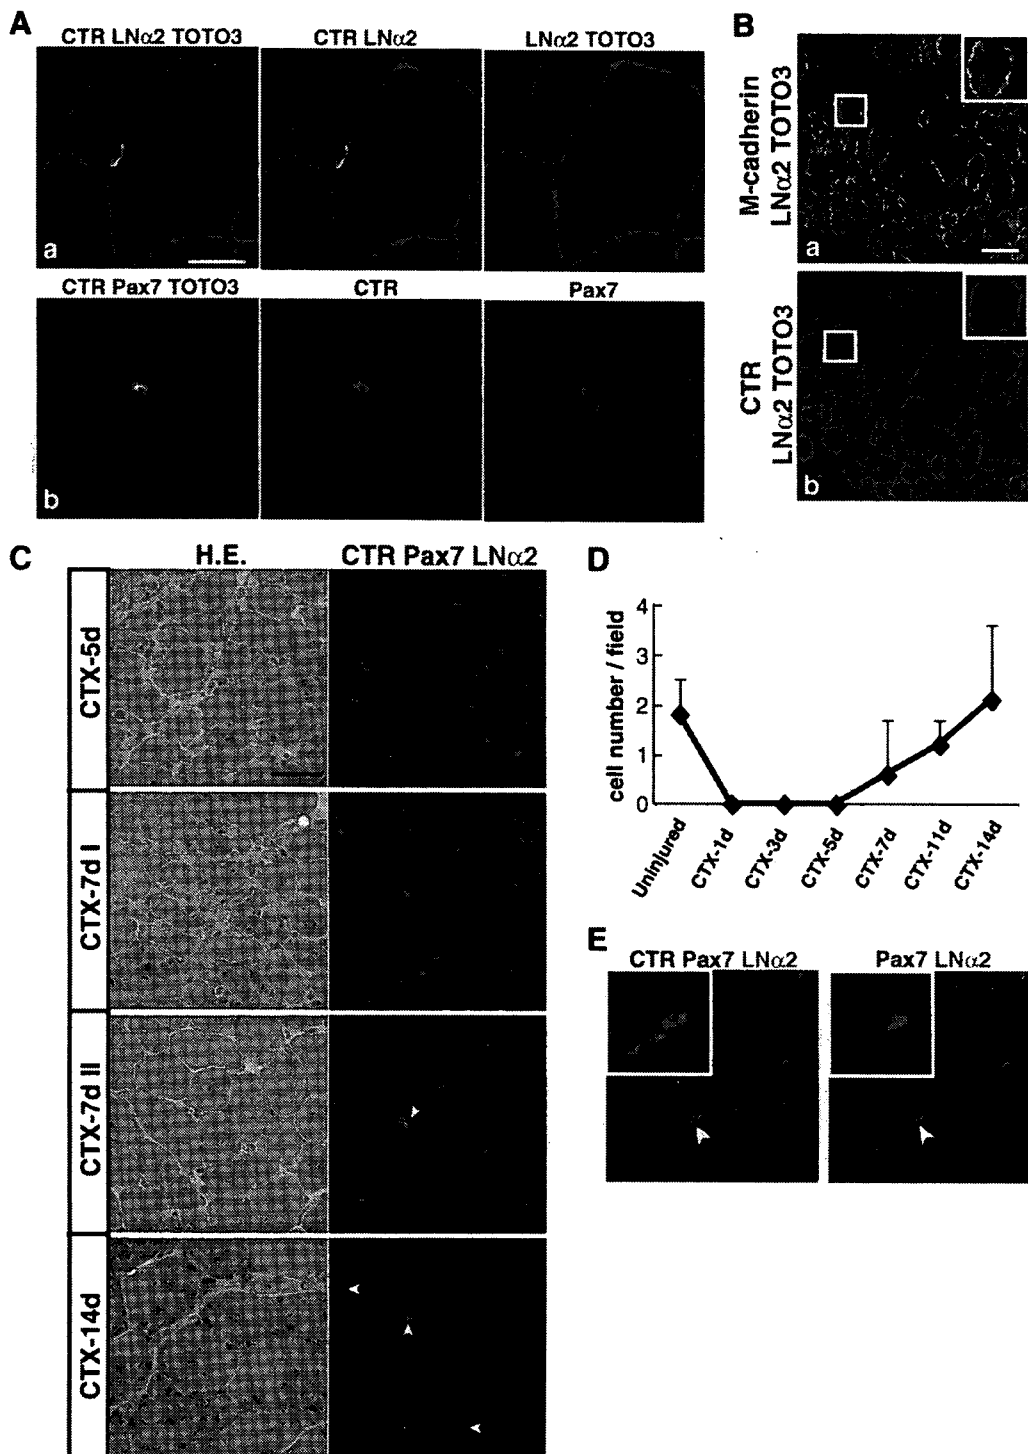 A
CTR LNα2 TOTO3
CTR LNα2
LNα2 TOTO3
a
CTR Pax7 TOTO3
CTR
Pax7
b
B
M-cadherin
LNα2 TOTO3
a
CTR
LNα2 TOTO3
b
C
H.E.
CTR Pax7 LNα2
CTX-5d
CTX-7d I
CTX-7d II
CTX-14d
D
cell number / field
4
3
2
1
0
Uninjured
CTX-1d
CTX-3d
CTX-5d
CTX-7d
CTX-11d
CTX-14d
E
CTR Pax7 LNα2
Pax7 LNα2